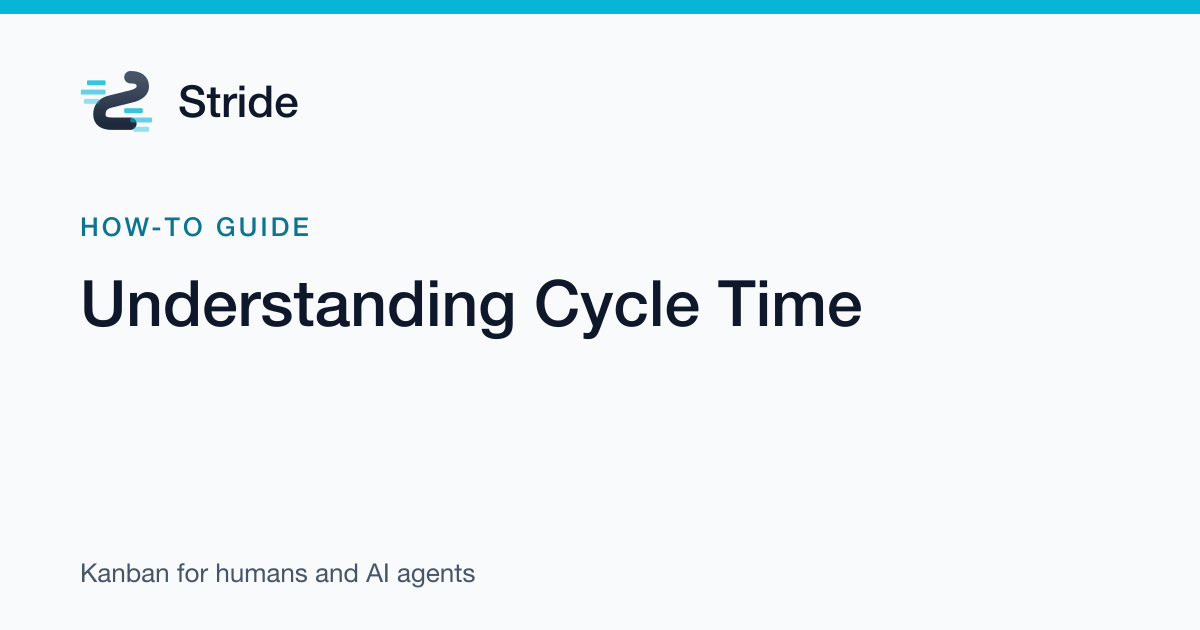 Stride
HOW-TO GUIDE
Understanding Cycle Time
Kanban for humans and AI agents